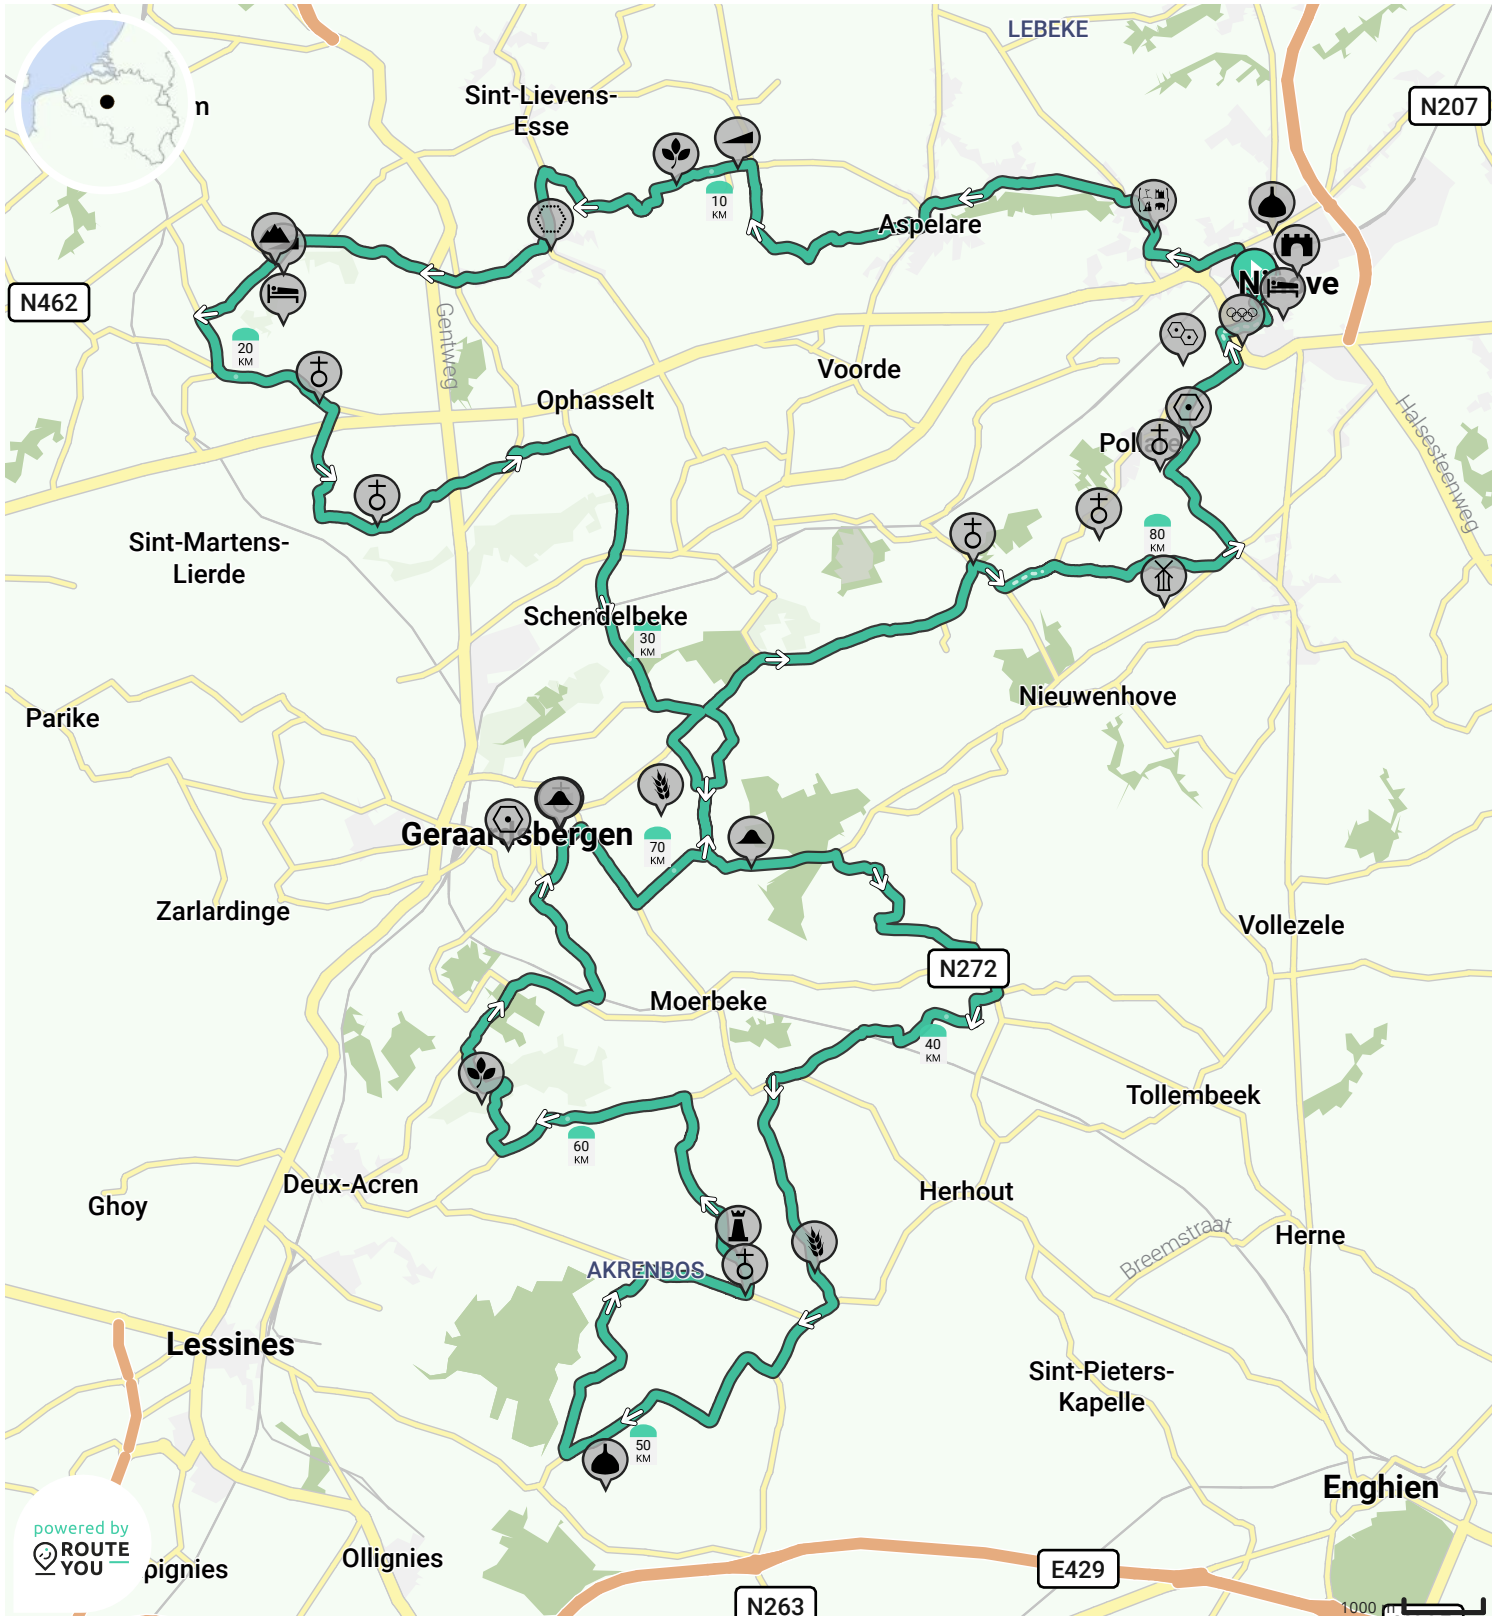 LEBEKE
m
Sint-Lievens-
Esse
N207
10
KM
Aspelare
Ninove
N462
Gentweg
20
KM
Voorde
Ophasselt
Halsesteenweg
Sint-Martens-
Lierde
80
KM
Schendelbeke
30
KM
Nieuwenhove
Parike
Geraardsbergen
70
KM
Zarlardinge
Vollezele
N272
Moerbeke
40
KM
Tollembeek
60
KM
Deux-Acren
Ghoy
Herhout
Breemstraat
Herne
AKRENBOS
Lessines
Sint-Pieters-
Kapelle
50
KM
Enghien
powered by
ROUTE
YOU
pignies
Ollignies
E429
N263
1000 m